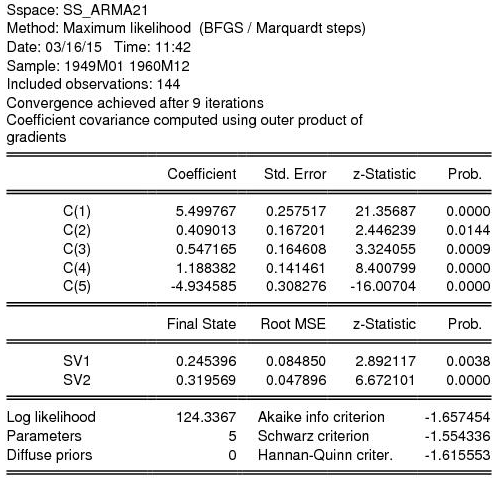 Sspace: SS_ARMA21
Method: Maximum likelihood (BFGS / Marquardt steps)
Date: 03/16/15 Time: 11:42
Sample: 1949M01 1960M12
Included observations: 144
Convergence achieved after 9 iterations
Coefficient covariance computed using outer product of
gradients
Coefficient Std. Error z-Statistic Prob.
C(1) 5.499767 0.257517 21.35687 0.0000
C(2) 0.409013 0.167201 2.446239 0.0144
C(3) 0.547165 0.164608 3.324055 0.0009
C(4) 1.188382 0.141461 8.400799 0.0000
C(5) -4.934585 0.308276 -16.00704 0.0000
Final State Root MSE z-Statistic Prob.
SV1 0.245396 0.084850 2.892117 0.0038
SV2 0.319569 0.047896 6.672101 0.0000
Log likelihood 124.3367 Akaike info criterion -1.657454
Parameters 5 Schwarz criterion -1.554336
Diffuse priors 0 Hannan-Quinn criter. -1.615553